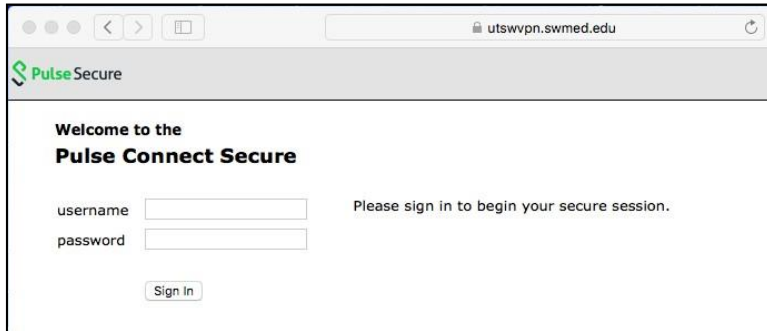 utswvpn.swmed.edu
Pulse Secure
Welcome to the
Pulse Connect Secure
username
Please sign in to begin your secure session.
password
Sign In